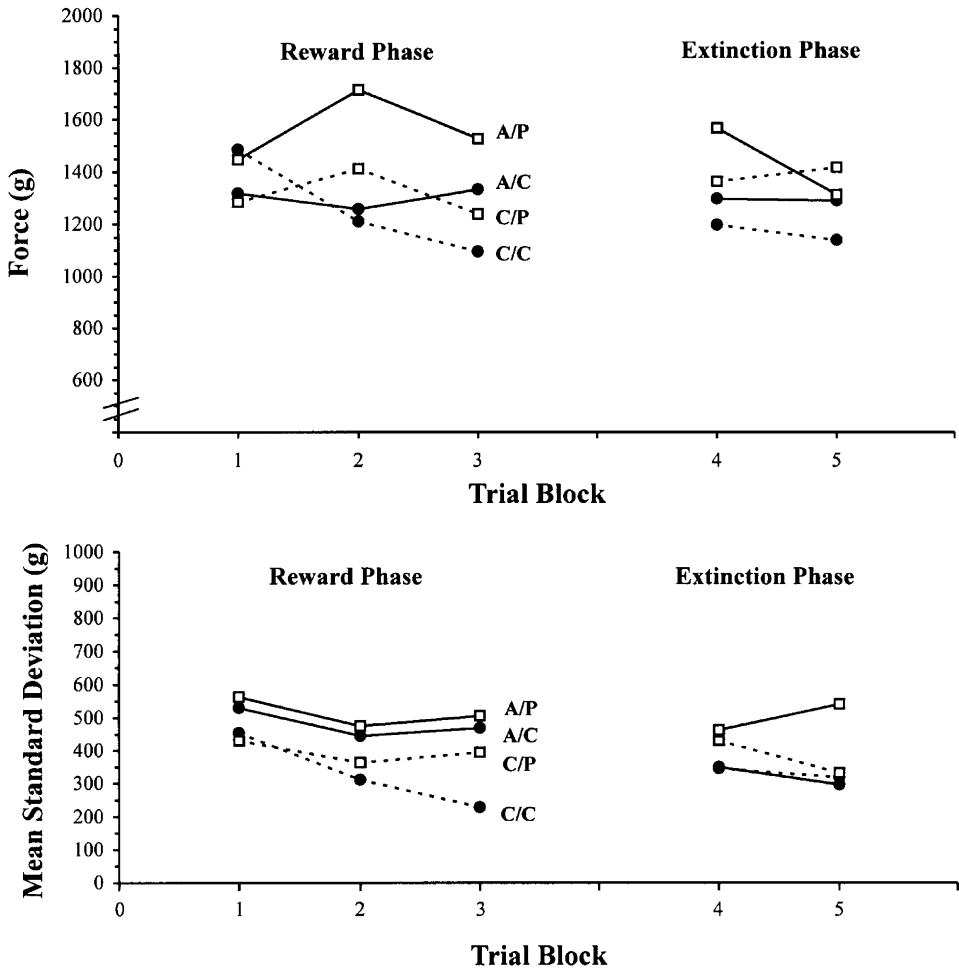 2000
1800
1600
1400
1200
1000
800
600
Force (g)
Reward Phase
Extinction Phase
A/P
A/C
C/P
C/C
0
1
2
3
4
5
Trial Block
1000
900
800
700
600
500
400
300
200
100
0
Mean Standard Deviation (g)
Reward Phase
Extinction Phase
A/P
A/C
C/P
C/C
0
1
2
3
4
5
Trial Block